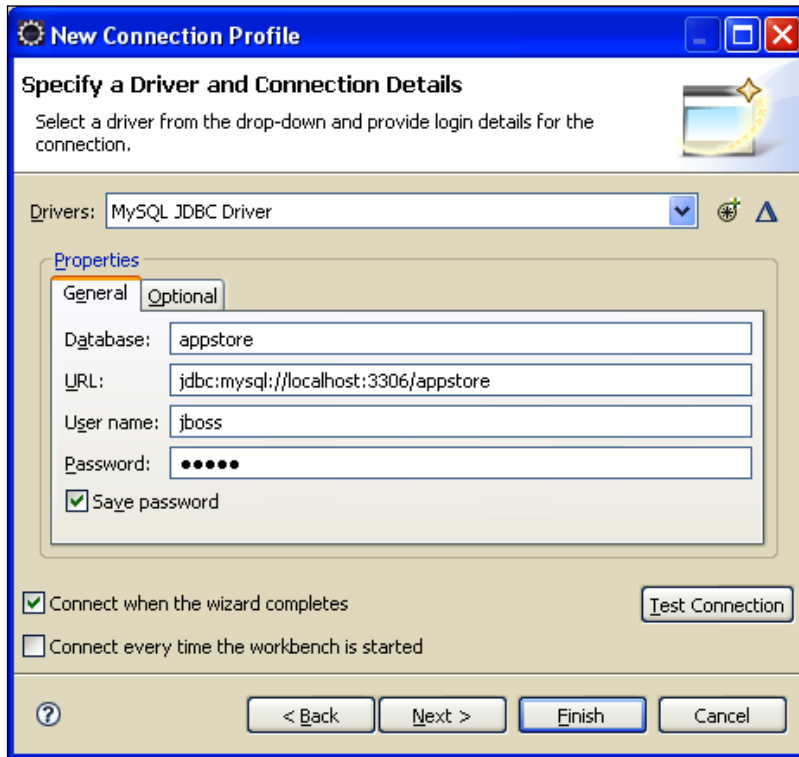 New Connection Profile
Specify a Driver and Connection Details
Select a driver from the drop-down and provide login details for the
connection.
Drivers: MySQL JDBC Driver
Properties
General Optional
Database: appstore
URL: jdbc:mysql://localhost:3306/appstore
User name: jboss
Password: •••••
Save password
Connect when the wizard completes Test Connection
Connect every time the workbench is started
? < Back Next > Finish Cancel